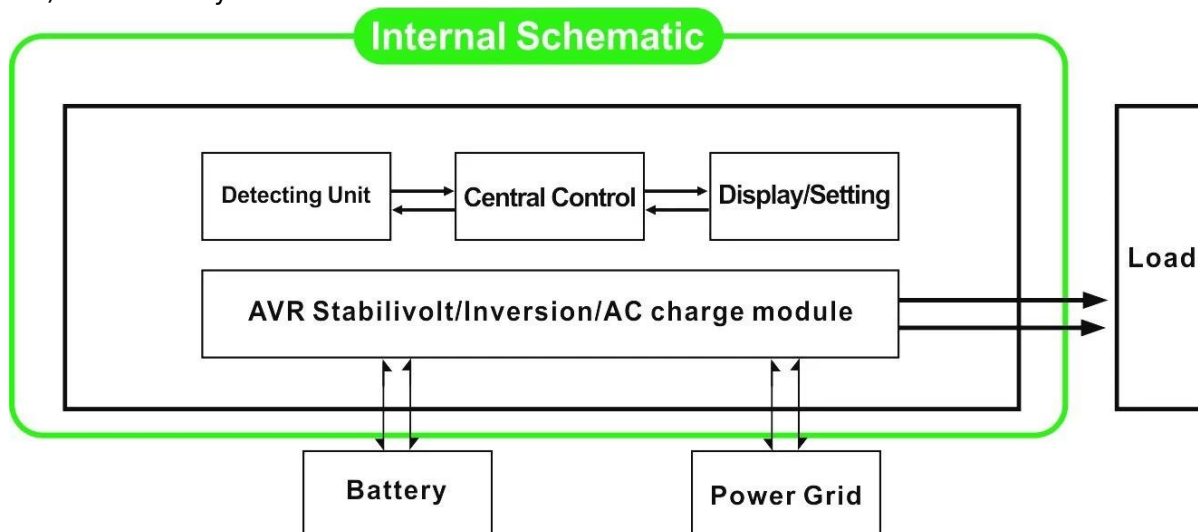 Internal Schematic
Detecting Unit
Central Control
Display/Setting
Load
AVR Stabilivolt/Inversion/AC charge module
Battery
Power Grid